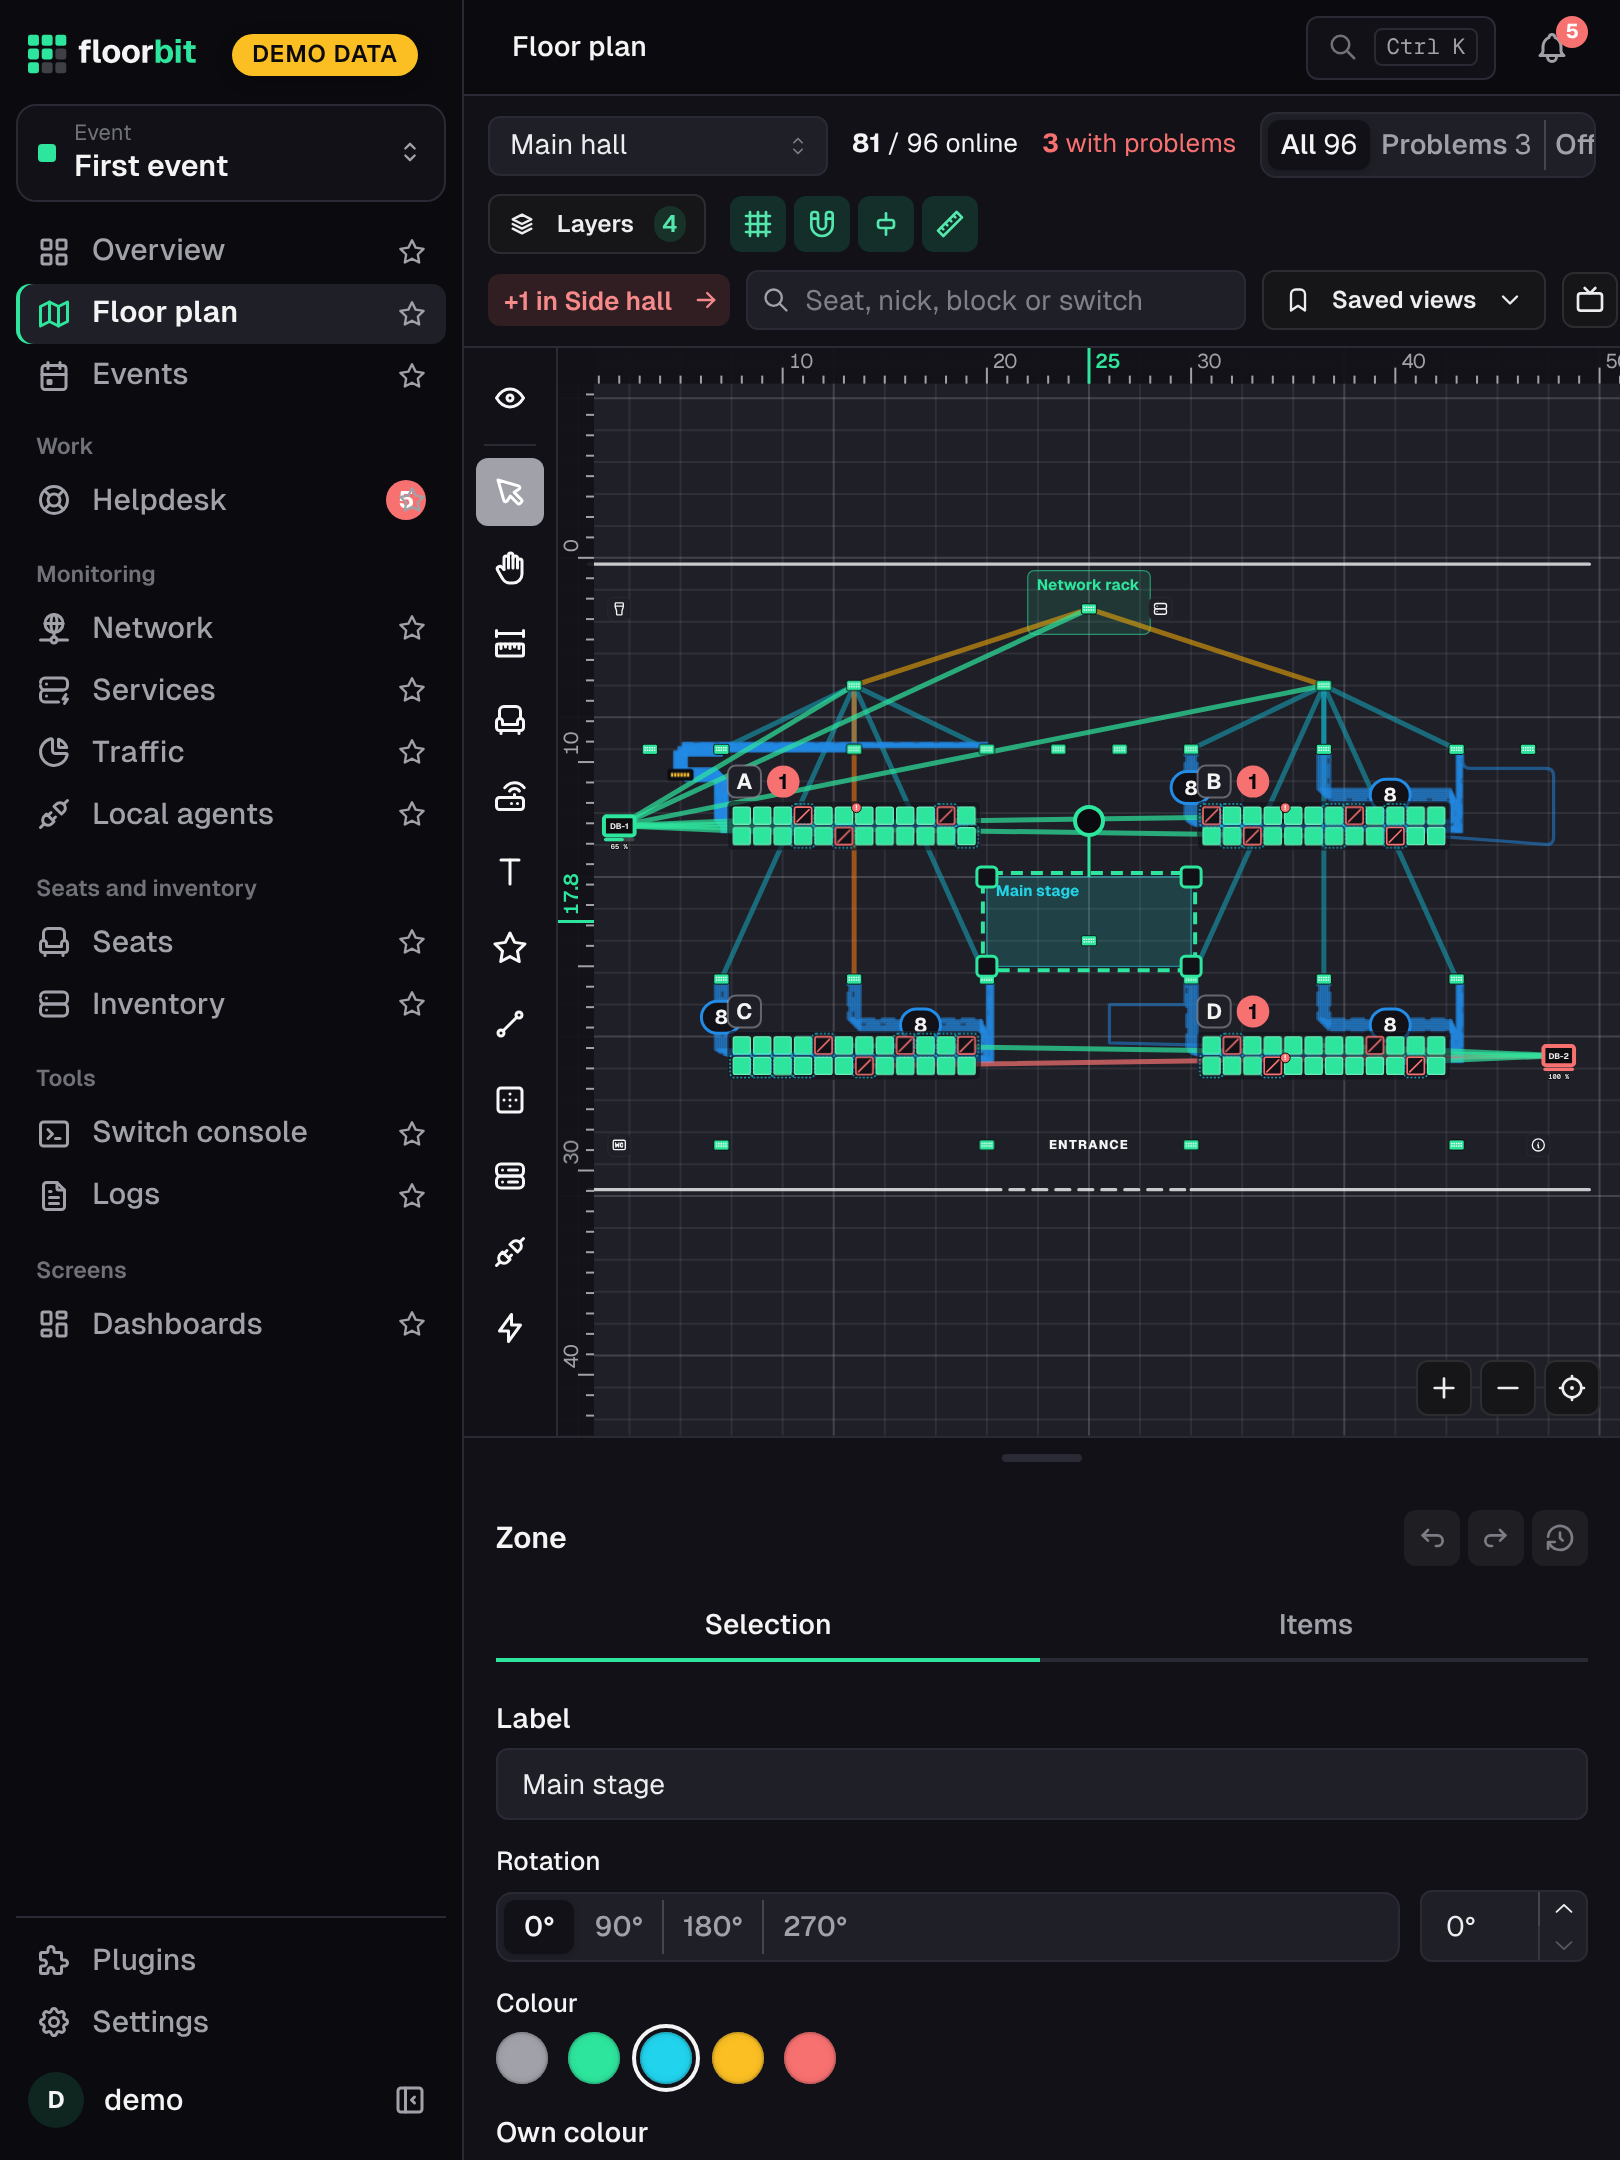 floorbit DEMO DATA
Event
First event
Overview
Floor plan
Events
Work
Helpdesk 5
Monitoring
Network
Services
Traffic
Local agents
Seats and inventory
Seats
Inventory
Tools
Switch console
Logs
Screens
Dashboards
Plugins
Settings
D demo
Floor plan
Ctrl K
5
Main hall
81 / 96 online 3 with problems
All 96 Problems 3 Off
Layers 4
+1 in Side hall
Seat, nick, block or switch
Saved views
10 20 25 30 40 50
0
10
17.8
30
40
Network rack
A 1
8 B 1
8
DB-1
65 %
Main stage
8 C
8
D 1
8
DB-2
100 %
WC
ENTRANCE
Zone
Selection Items
Label
Main stage
Rotation
0° 90° 180° 270° 0°
Colour
Own colour